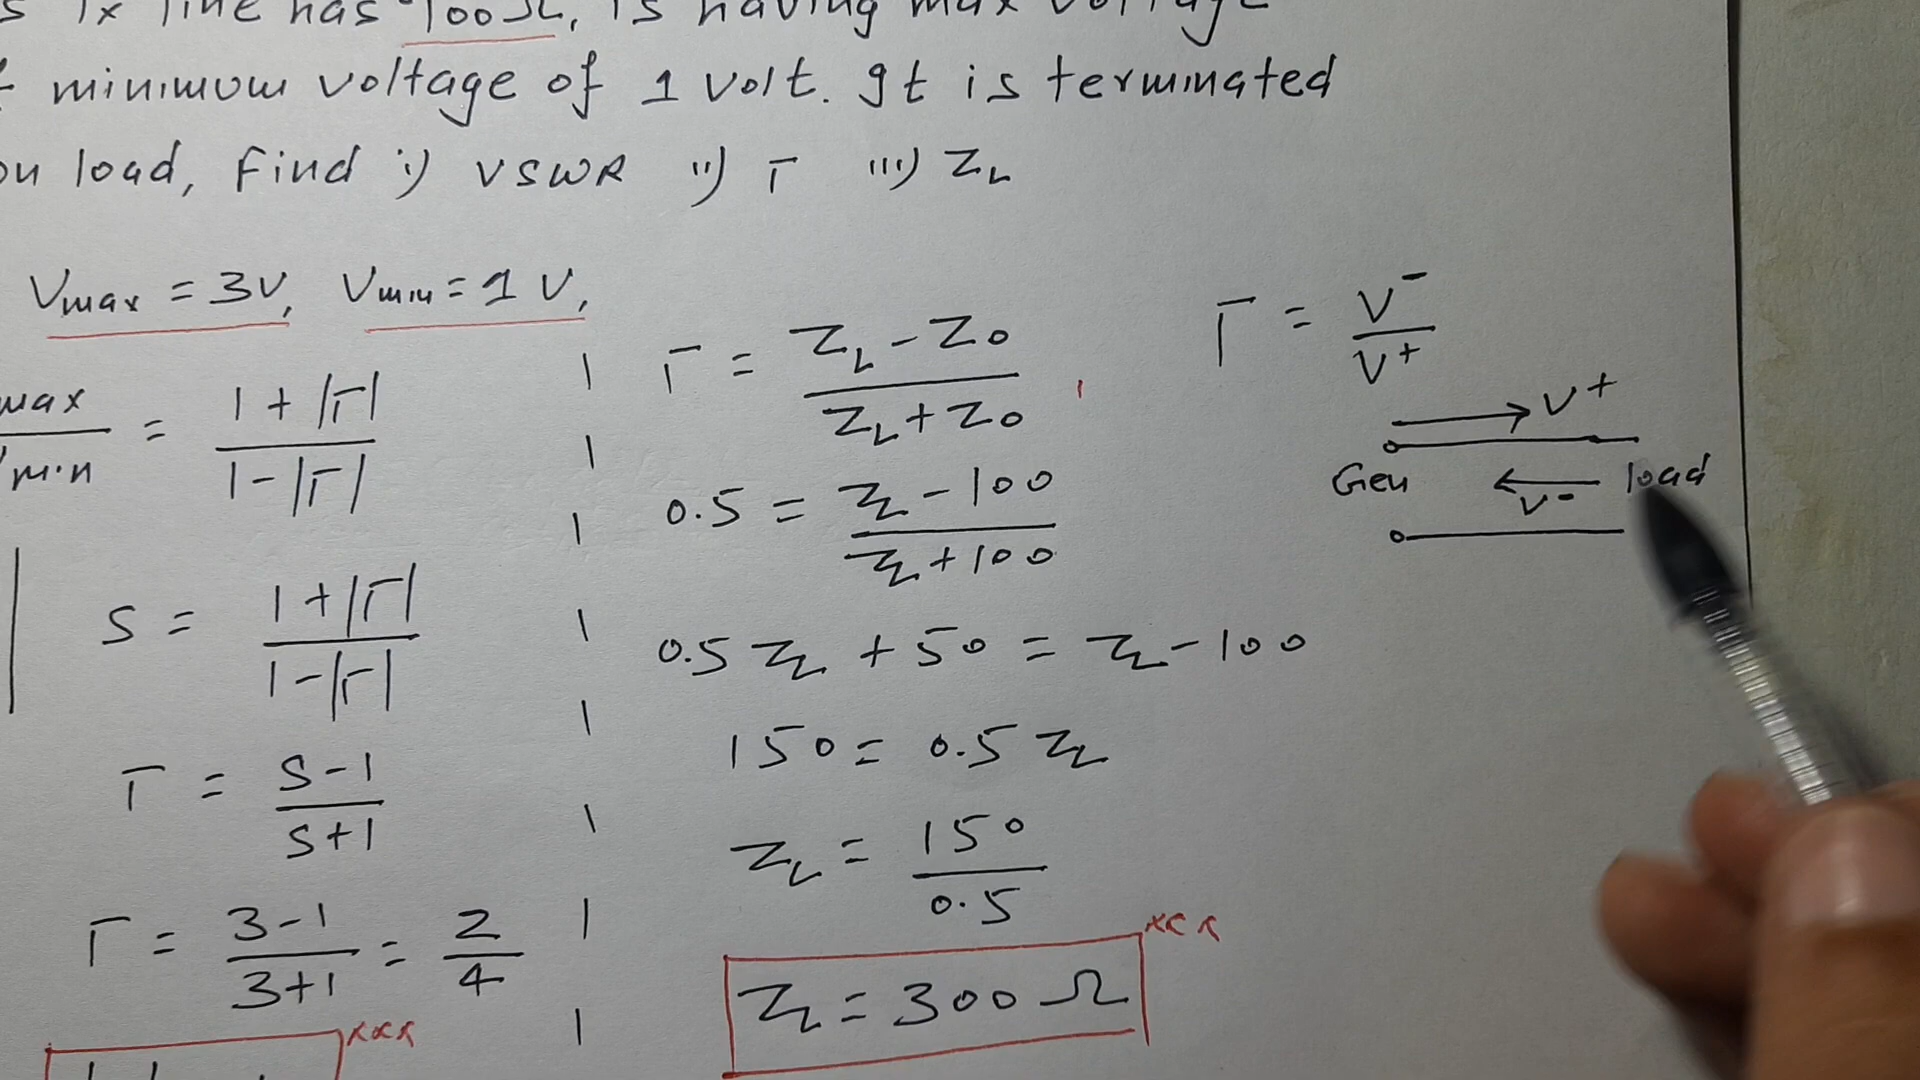 Tx line has 100Ω, is having max voltage
minimum voltage of 1 volt. It is terminated
load, Find i) VSWR ii) Γ iii) ZL
Vmax = 3V, Vmin = 1 V,
max / min = 1+|Γ| / 1-|Γ|
S = 1+|Γ| / 1-|Γ|
Γ = S-1 / S+1
Γ = 3-1 / 3+1 = 2 / 4
xxx
Γ = ZL - Z0 / ZL + Z0
0.5 = ZL - 100 / ZL + 100
0.5 ZL + 50 = ZL - 100
150 = 0.5 ZL
ZL = 150 / 0.5
ZL = 300 Ω
xxx
Γ = V⁻ / V⁺
V⁺
Gen load
V⁻